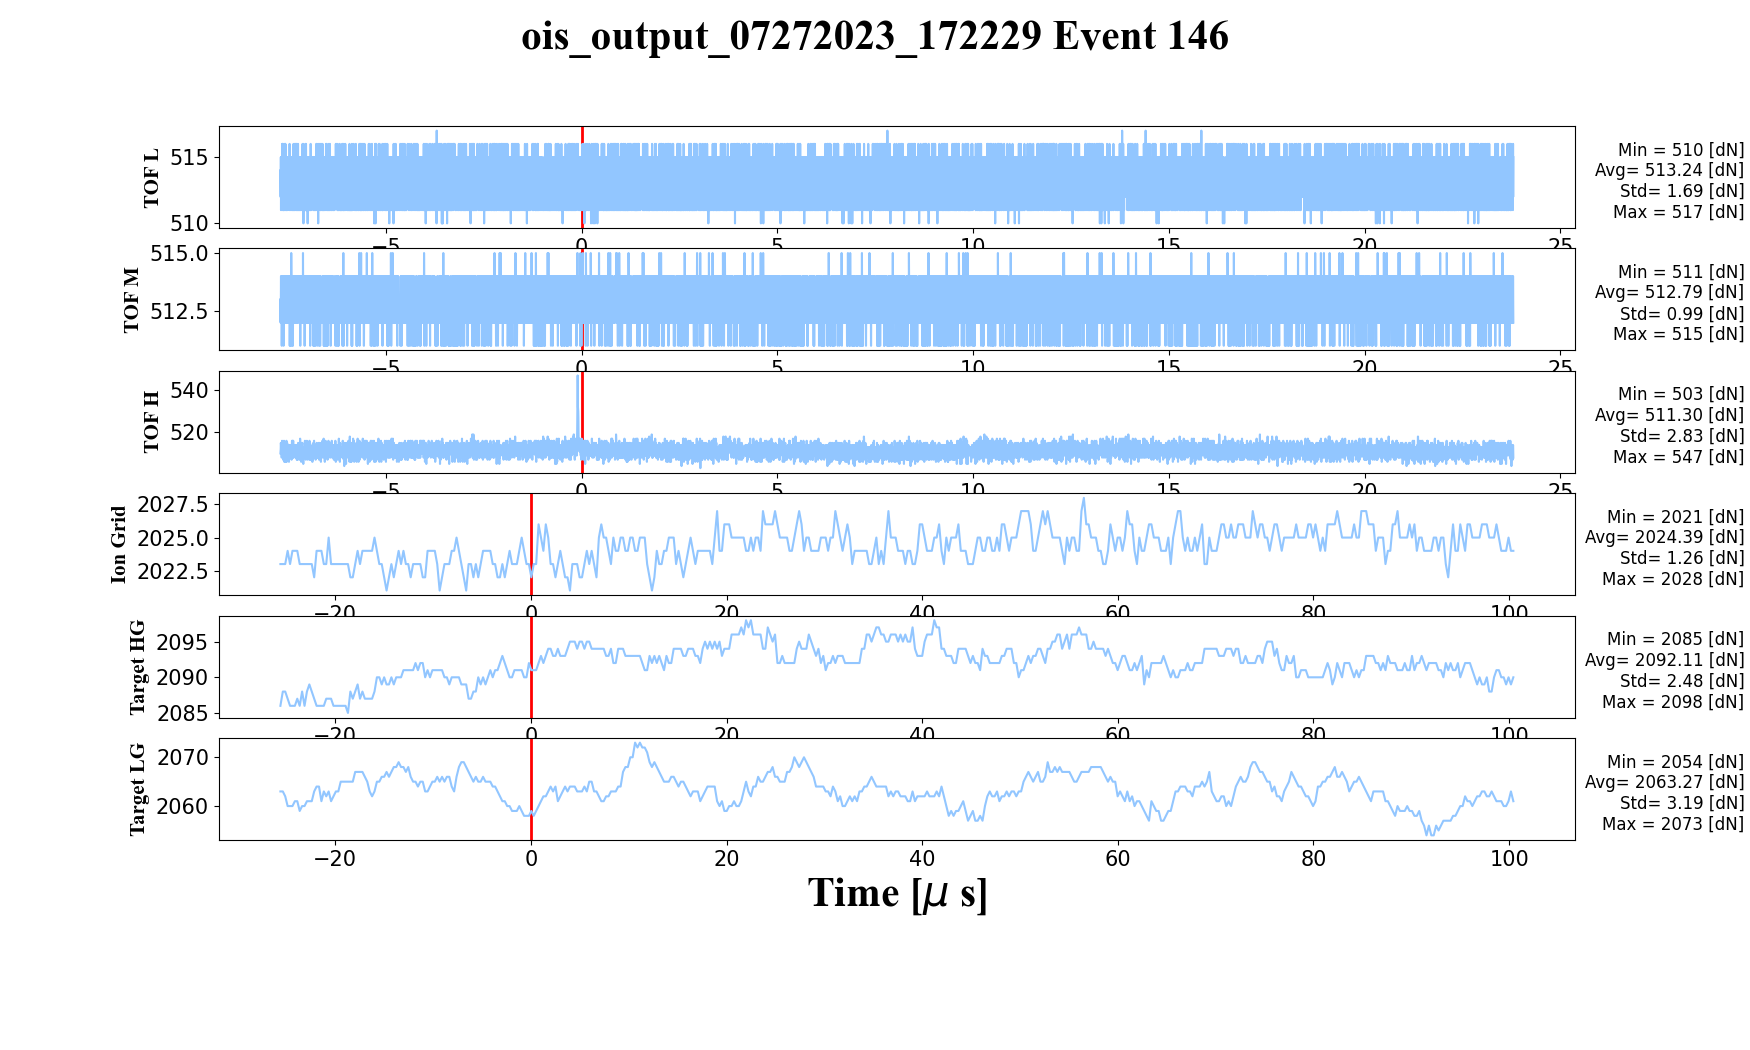 ois_output_07272023_172229 Event 146
TOF L
515
510
−5
0
5
10
15
20
25
Min = 510 [dN]
Avg= 513.24 [dN]
Std= 1.69 [dN]
Max = 517 [dN]
TOF M
515.0
512.5
−5
0
5
10
15
20
25
Min = 511 [dN]
Avg= 512.79 [dN]
Std= 0.99 [dN]
Max = 515 [dN]
TOF H
540
520
−5
0
5
10
15
20
25
Min = 503 [dN]
Avg= 511.30 [dN]
Std= 2.83 [dN]
Max = 547 [dN]
Ion Grid
2027.5
2025.0
2022.5
−20
0
20
40
60
80
100
Min = 2021 [dN]
Avg= 2024.39 [dN]
Std= 1.26 [dN]
Max = 2028 [dN]
Target HG
2095
2090
2085
−20
0
20
40
60
80
100
Min = 2085 [dN]
Avg= 2092.11 [dN]
Std= 2.48 [dN]
Max = 2098 [dN]
Target LG
2070
2060
−20
0
20
40
60
80
100
Min = 2054 [dN]
Avg= 2063.27 [dN]
Std= 3.19 [dN]
Max = 2073 [dN]
Time [μ s]